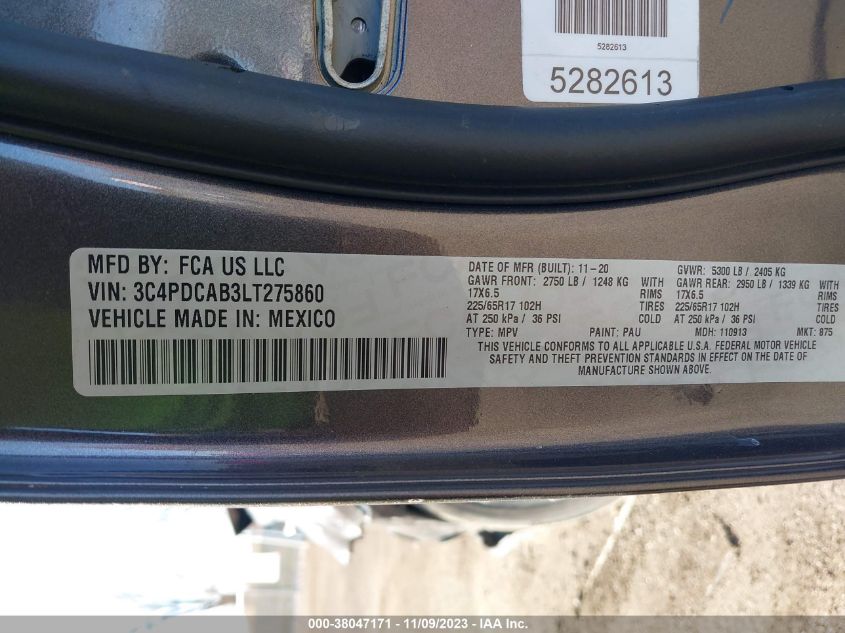 5282613
5282613
MFD BY: FCA US LLC
VIN: 3C4PDCAB3LT275860
VEHICLE MADE IN: MEXICO
DATE OF MFR (BUILT): 11-20 GVWR: 5300 LB / 2405 KG
GAWR FRONT: 2750 LB / 1248 KG WITH GAWR REAR: 2950 LB / 1339 KG WITH
17X6.5 RIMS 17X6.5 RIMS
225/65R17 102H TIRES 225/65R17 102H TIRES
AT 250 kPa / 36 PSI COLD AT 250 kPa / 36 PSI COLD
TYPE: MPV PAINT: PAU MDH: 110913 MKT: 875
THIS VEHICLE CONFORMS TO ALL APPLICABLE U.S.A. FEDERAL MOTOR VEHICLE
SAFETY AND THEFT PREVENTION STANDARDS IN EFFECT ON THE DATE OF
MANUFACTURE SHOWN ABOVE.
000-38047171 - 11/09/2023 - IAAI Inc.